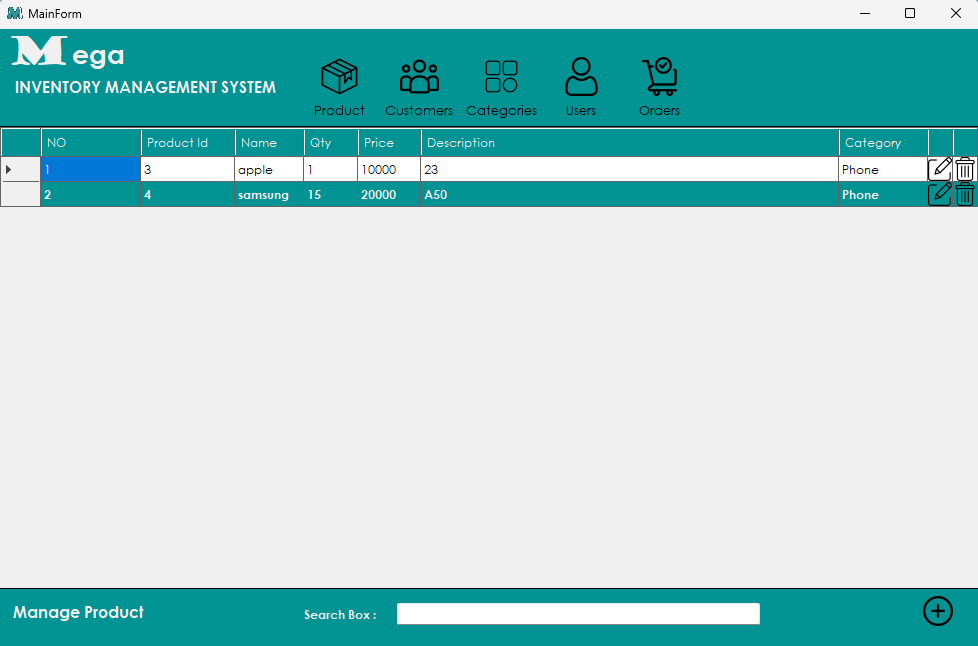 MainForm
Mega
INVENTORY MANAGEMENT SYSTEM
Product Customers Categories Users Orders
NO Product Id Name Qty Price Description Category
1 3 apple 1 10000 23 Phone
2 4 samsung 15 20000 A50 Phone
Manage Product Search Box :